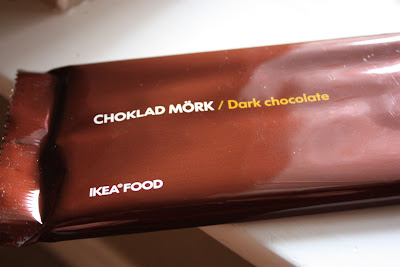 CHOKLAD MÖRK / Dark chocolate
IKEA® FOOD